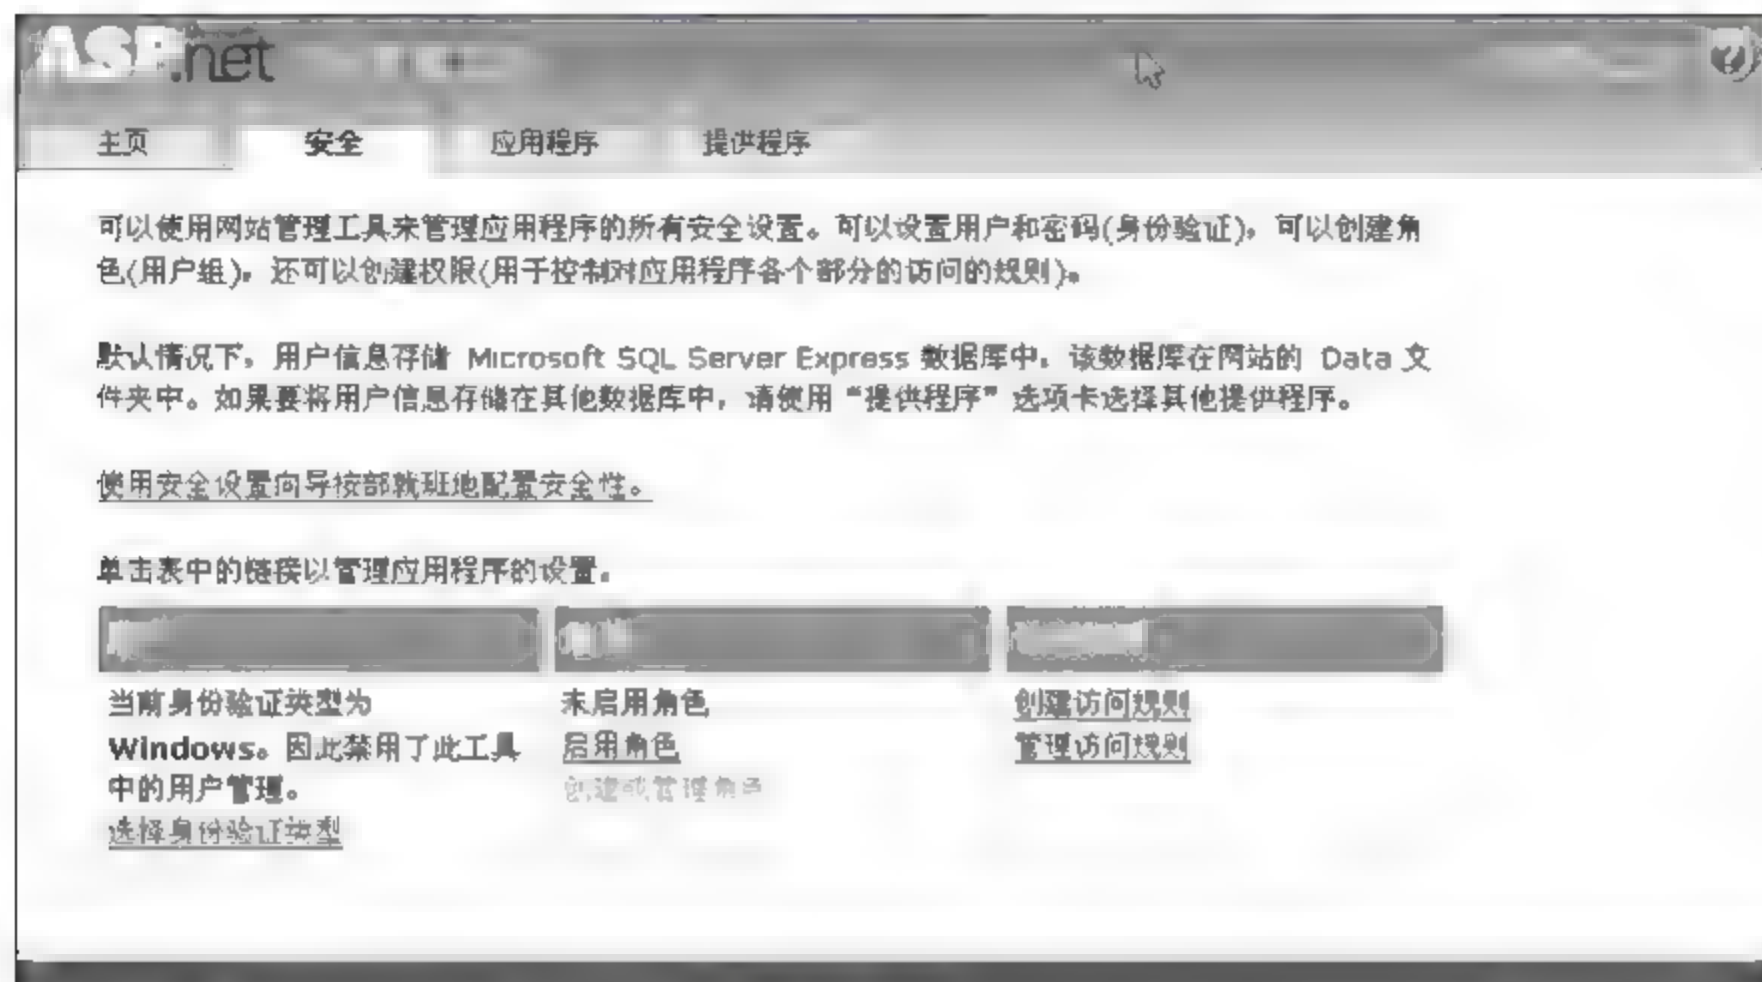 ASP.net
主页 安全 应用程序 提供程序
可以使用网站管理工具来管理应用程序的所有安全设置。可以设置用户和密码(身份验证)，可以创建角
色(用户组)，还可以创建权限(用于控制对应用程序各个部分的访问的规则)。
默认情况下，用户信息存储 Microsoft SQL Server Express 数据库中，该数据库在网站的 Data 文
件夹中。如果要将用户信息存储在其他数据库中，请使用“提供程序”选项卡选择其他提供程序。
使用安全设置向导按部就班地配置安全性。
单击表中的链接以管理应用程序的设置。
当前身份验证类型为 未启用角色 创建访问规则
Windows。因此禁用了此工具 启用角色 管理访问规则
中的用户管理。 创建或管理角色
选择身份验证类型